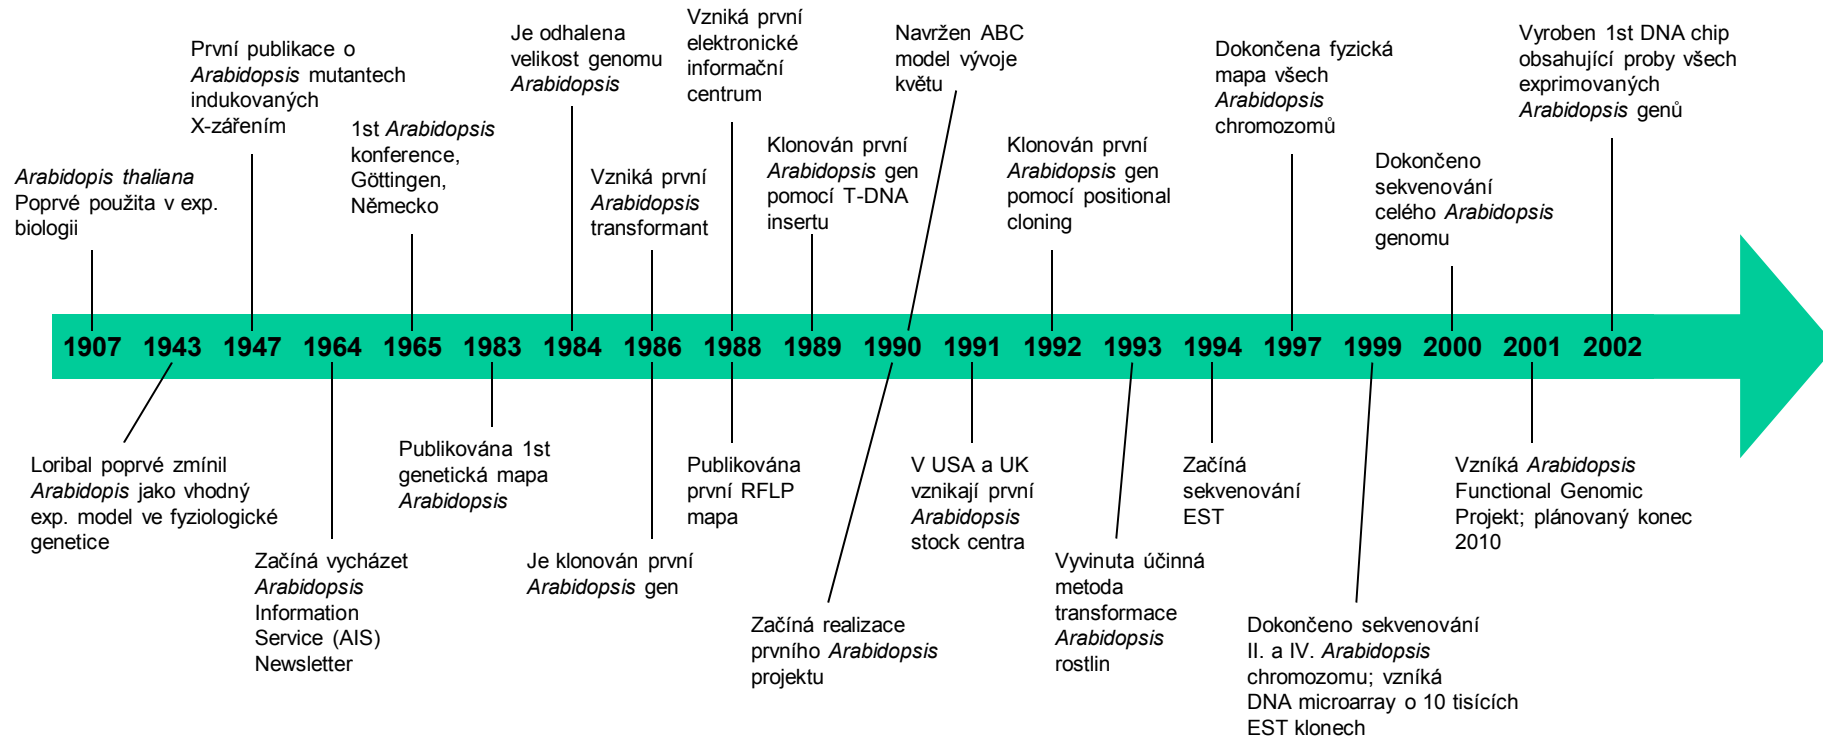 Arabidopis thaliana
Poprvé použita v exp.
biologii
První publikace o
Arabidopsis mutantech
indukovaných
X-zářením
1st Arabidopsis
konference,
Göttingen,
Německo
Je odhalena
velikost genomu
Arabidopsis
Vzniká první
Arabidopsis
transformant
Vzniká první
elektronické
informační
centrum
Klonován první
Arabidopsis gen
pomocí T-DNA
insertu
Navržen ABC
model vývoje
květu
Klonován první
Arabidopsis gen
pomocí positional
cloning
Dokončena fyzická
mapa všech
Arabidopsis
chromozomů
Dokončeno
sekvenování
celého Arabidopsis
genomu
Vyroben 1st DNA chip
obsahující proby všech
exprimovaných
Arabidopsis genů
1907 1943 1947 1964 1965 1983 1984 1986 1988 1989 1990 1991 1992 1993 1994 1997 1999 2000 2001 2002
Loribal poprvé zmínil
Arabidopis jako vhodný
exp. model ve fyziologické
genetice
Začíná vycházet
Arabidopsis
Information
Service (AIS)
Newsletter
Publikována 1st
genetická mapa
Arabidopsis
Je klonován první
Arabidopsis gen
Publikována
první RFLP
mapa
Začíná realizace
prvního Arabidopsis
projektu
V USA a UK
vznikají první
Arabidopsis
stock centra
Vyvinuta účinná
metoda
transformace
Arabidopsis
rostlin
Začíná
sekvenování
EST
Dokončeno sekvenování
II. a IV. Arabidopsis
chromozomu; vzníká
DNA microarray o 10 tisících
EST klonech
Vzníká Arabidopsis
Functional Genomic
Projekt; plánovaný konec
2010